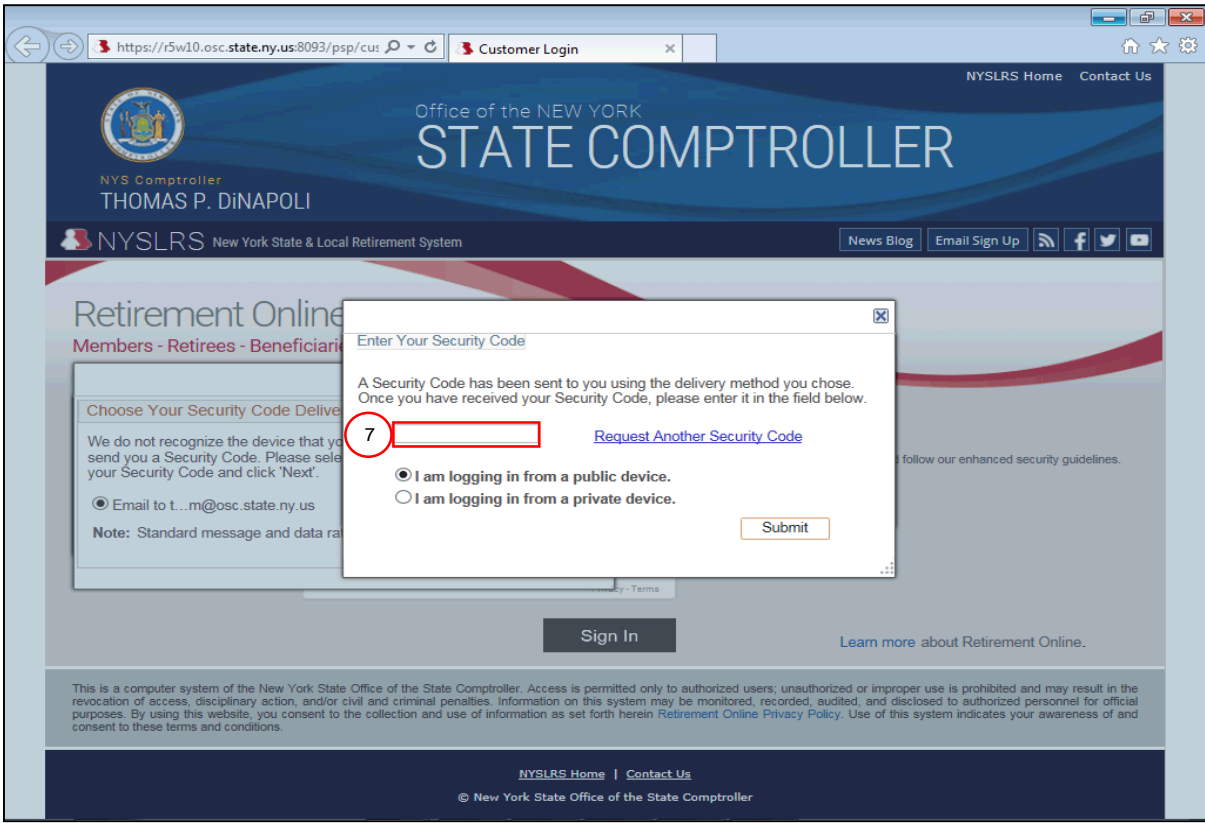 https://r5w10.osc.state.ny.us:8093/psp/cus
Customer Login
NYSLRS Home Contact Us
Office of the NEW YORK
STATE COMPTROLLER
NYS Comptroller
THOMAS P. DiNAPOLI
NYSLRS New York State & Local Retirement System
News Blog Email Sign Up
Retirement Online
Members - Retirees - Beneficiarie
Enter Your Security Code
A Security Code has been sent to you using the delivery method you chose.
Once you have received your Security Code, please enter it in the field below.
7
Request Another Security Code
I am logging in from a public device.
I am logging in from a private device.
Submit
Choose Your Security Code Delive
We do not recognize the device that yo
send you a Security Code. Please sele
your Security Code and click 'Next'.
Email to t...m@osc.state.ny.us
Note: Standard message and data ra
follow our enhanced security guidelines.
- Terms
Sign In
Learn more about Retirement Online.
This is a computer system of the New York State Office of the State Comptroller. Access is permitted only to authorized users; unauthorized or improper use is prohibited and may result in the
revocation of access, disciplinary action, and/or civil and criminal penalties. Information on this system may be monitored, recorded, audited, and disclosed to authorized personnel for official
purposes. By using this website, you consent to the collection and use of information as set forth herein Retirement Online Privacy Policy. Use of this system indicates your awareness of and
consent to these terms and conditions.
NYSLRS Home | Contact Us
© New York State Office of the State Comptroller